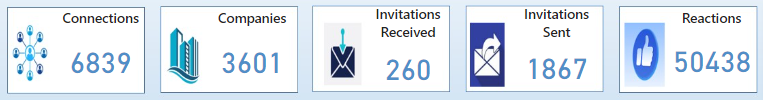 Connections
6839
Companies
3601
Invitations
Received
260
Invitations
Sent
1867
Reactions
50438